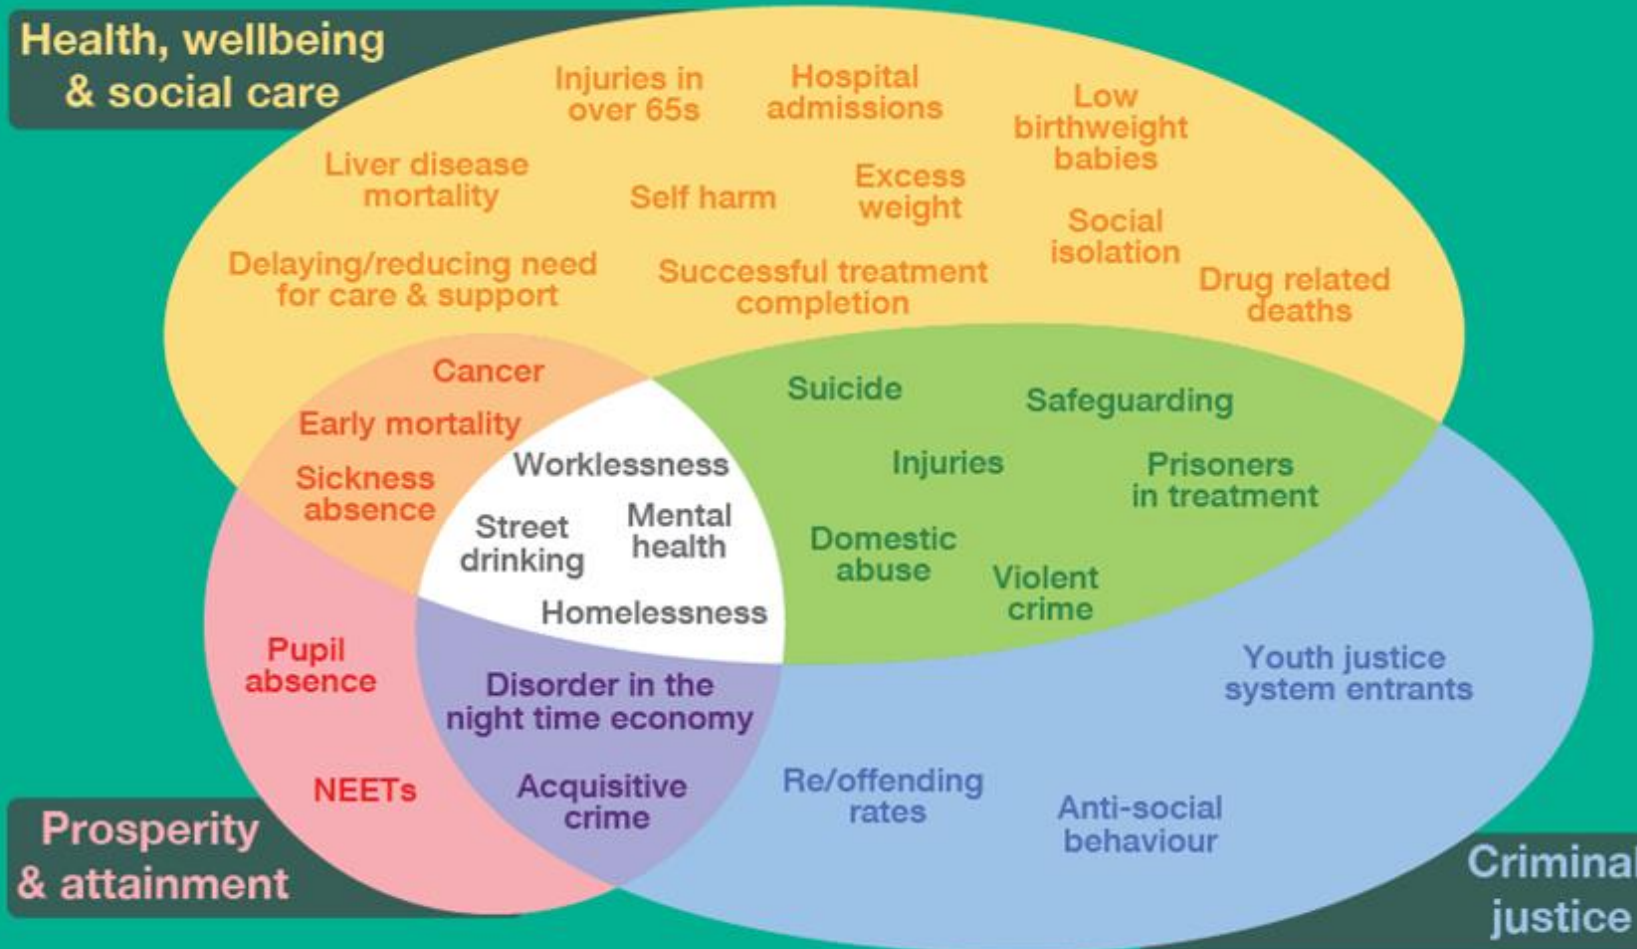 Health, wellbeing
& social care
Injuries in
over 65s
Hospital
admissions
Low
birthweight
babies
Liver disease
mortality
Self harm
Excess
weight
Social
isolation
Delaying/reducing need
for care & support
Successful treatment
completion
Drug related
deaths
Cancer
Early mortality
Sickness
absence
Worklessness
Street
drinking
Mental
health
Homelessness
Suicide
Safeguarding
Injuries
Prisoners
in treatment
Domestic
abuse
Violent
crime
Pupil
absence
NEETs
Disorder in the
night time economy
Acquisitive
crime
Youth justice
system entrants
Re/offending
rates
Anti-social
behaviour
Prosperity
& attainment
Criminal
justice